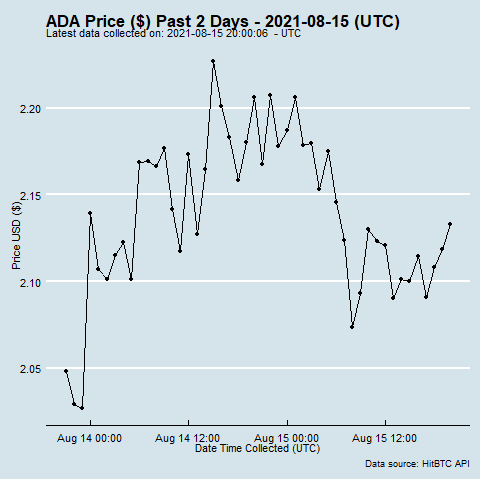 ADA Price ($) Past 2 Days - 2021-08-15 (UTC)
Latest data collected on: 2021-08-15 20:00:06 - UTC
Price USD ($)
2.20
2.15
2.10
2.05
Aug 14 00:00
Aug 14 12:00
Aug 15 00:00
Aug 15 12:00
Date Time Collected (UTC)
Data source: HitBTC API